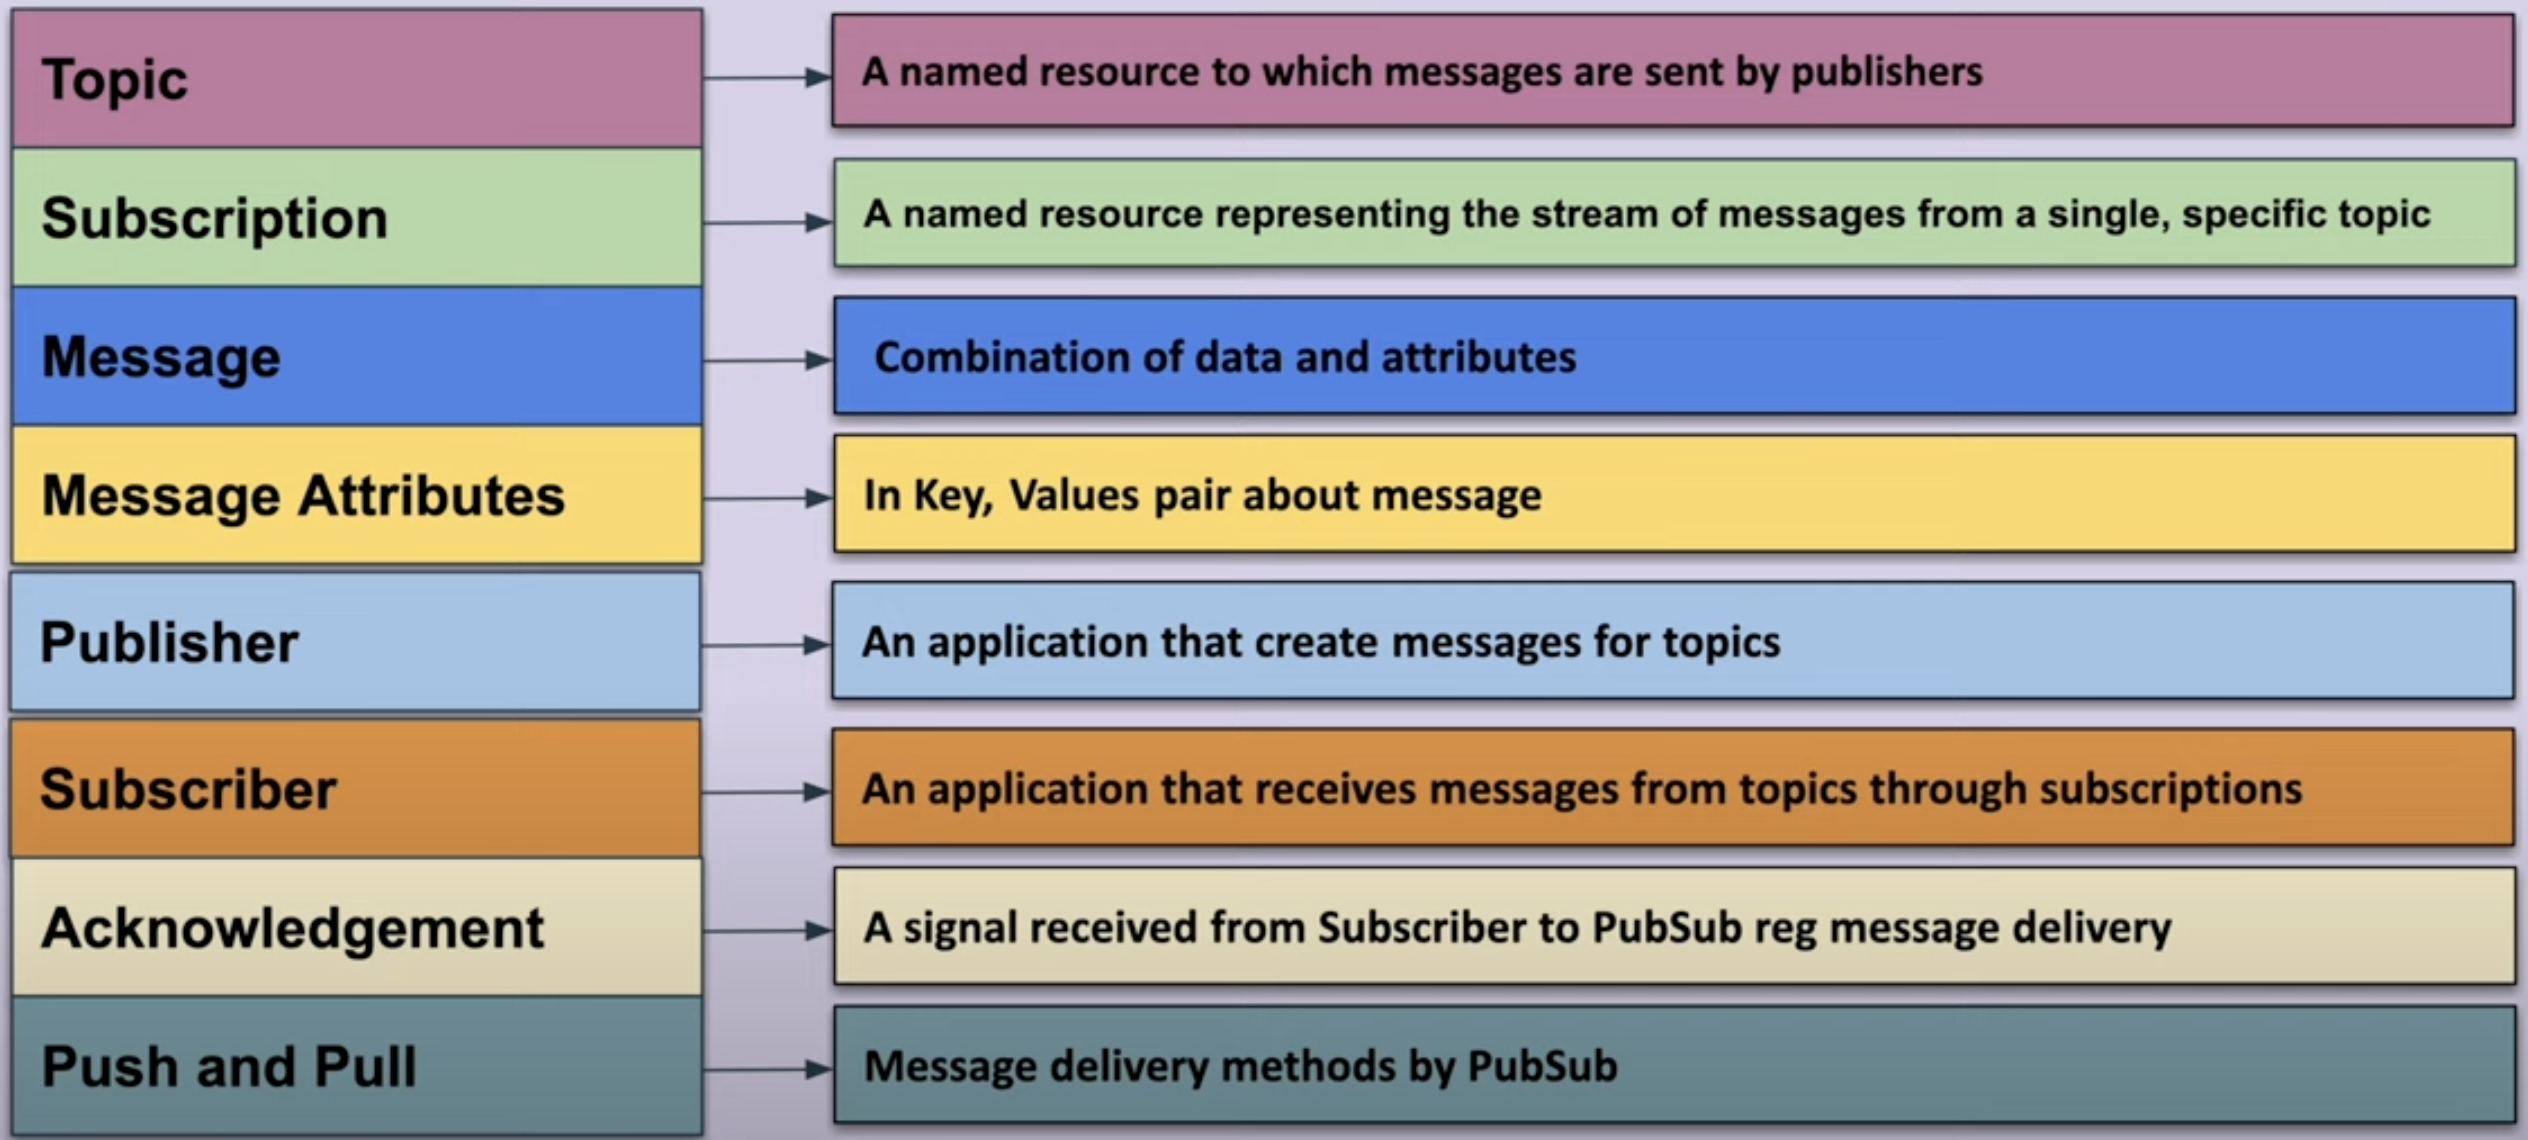 Topic
A named resource to which messages are sent by publishers
Subscription
A named resource representing the stream of messages from a single, specific topic
Message
Combination of data and attributes
Message Attributes
In Key, Values pair about message
Publisher
An application that create messages for topics
Subscriber
An application that receives messages from topics through subscriptions
Acknowledgement
A signal received from Subscriber to PubSub reg message delivery
Push and Pull
Message delivery methods by PubSub